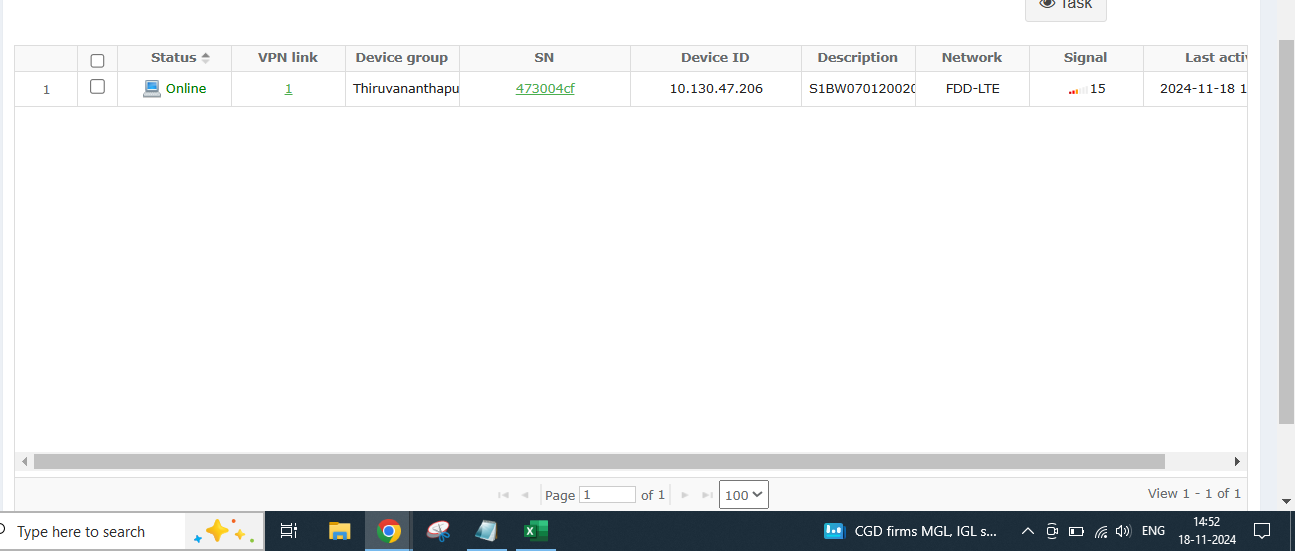 Task
Status VPN link Device group SN Device ID Description Network Signal Last acti
1 Online 1 Thiruvananthapu 473004cf 10.130.47.206 S1BW070120020 FDD-LTE 15 2024-11-18 1
Page 1 of 1 100 View 1 - 1 of 1
Type here to search CGD firms MGL, IGL s... ENG 14:52
18-11-2024